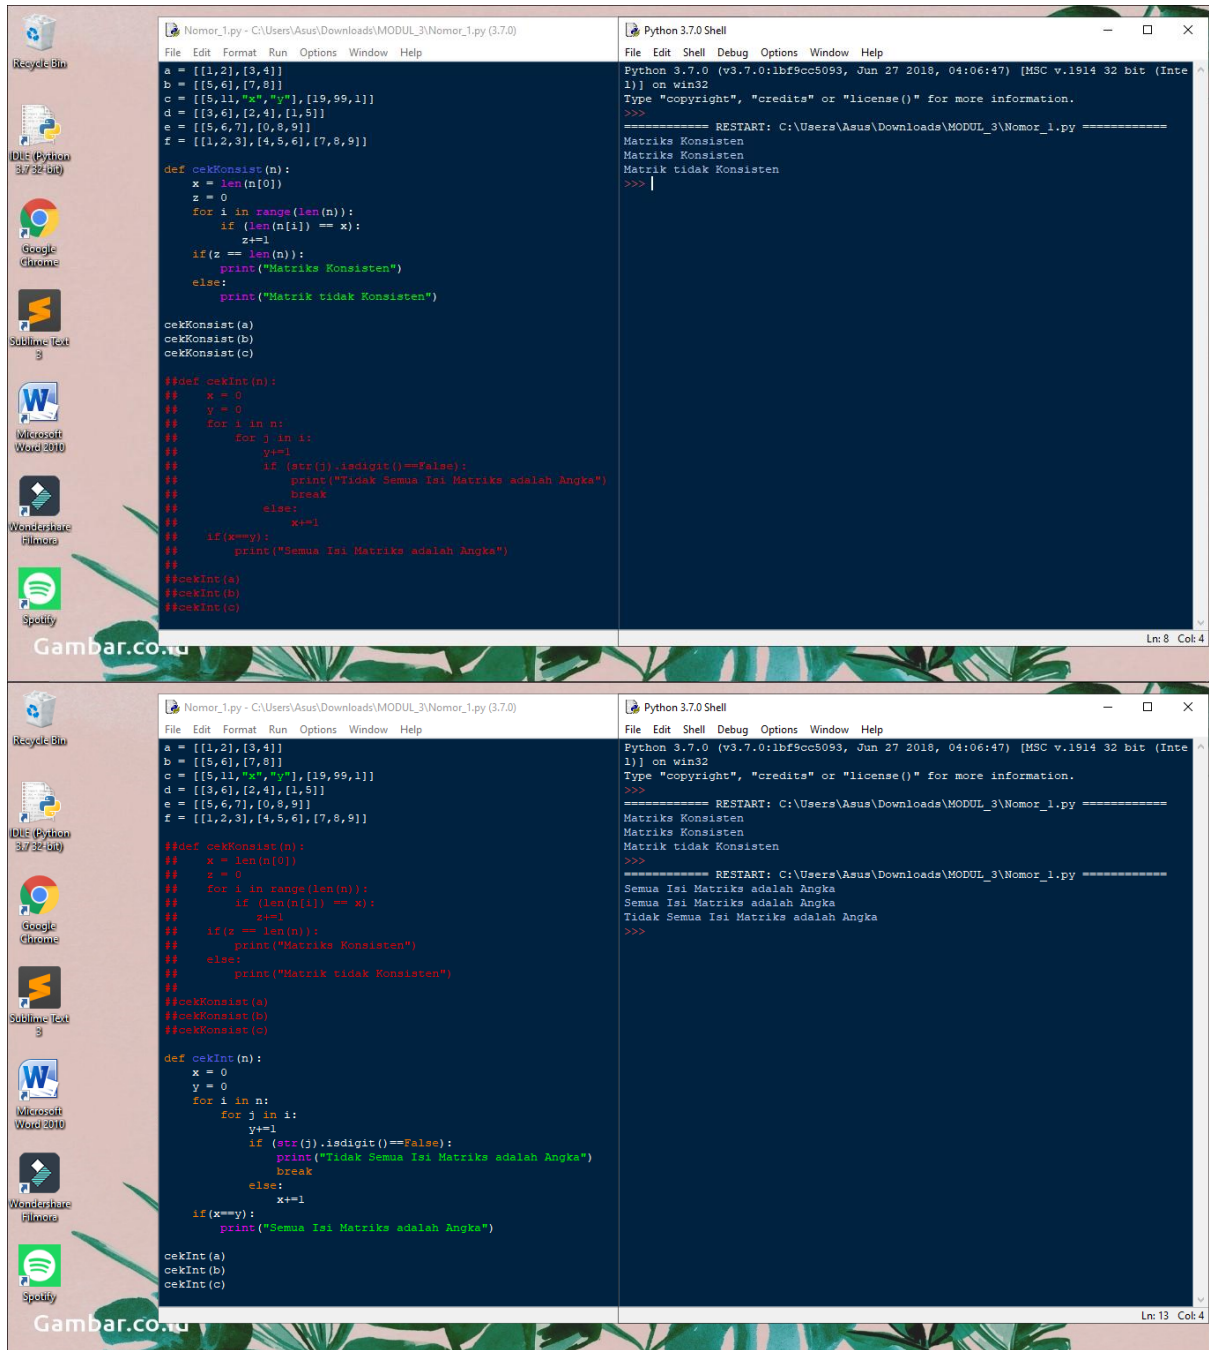 Recycle Bin
IDLE (Python
3.7 32-bit)
Google
Chrome
Sublime Text
3
Microsoft
Word 2010
Wondershare
Filmora
Spotify
Gambar.co.id
Nomor_1.py - C:\Users\Asus\Downloads\MODUL_3\Nomor_1.py (3.7.0)
File Edit Format Run Options Window Help
a = [[1,2],[3,4]]
b = [[5,6],[7,8]]
c = [[5,11,"x","y"],[19,99,1]]
d = [[3,6],[2,4],[1,5]]
e = [[5,6,7],[0,8,9]]
f = [[1,2,3],[4,5,6],[7,8,9]]
def cekKonsist(n):
    x = len(n[0])
    z = 0
    for i in range(len(n)):
        if (len(n[i]) == x):
           z+=1
    if(z == len(n)):
        print("Matriks Konsisten")
    else:
        print("Matrik tidak Konsisten")
cekKonsist(a)
cekKonsist(b)
cekKonsist(c)
##def cekInt(n):
##    x = 0
##    y = 0
##    for i in n:
##        for j in i:
##            y+=1
##            if (str(j).isdigit()==False):
##                print("Tidak Semua Isi Matriks adalah Angka")
##                break
##            else:
##                x+=1
##    if(x==y):
##        print("Semua Isi Matriks adalah Angka")
##
##cekInt(a)
##cekInt(b)
##cekInt(c)
Python 3.7.0 Shell
File Edit Shell Debug Options Window Help
Python 3.7.0 (v3.7.0:1bf9cc5093, Jun 27 2018, 04:06:47) [MSC v.1914 32 bit (Inte
l)] on win32
Type "copyright", "credits" or "license()" for more information.
>>>
============ RESTART: C:\Users\Asus\Downloads\MODUL_3\Nomor_1.py ============
Matriks Konsisten
Matriks Konsisten
Matrik tidak Konsisten
>>>
Ln: 8 Col: 4
Recycle Bin
IDLE (Python
3.7 32-bit)
Google
Chrome
Sublime Text
3
Microsoft
Word 2010
Wondershare
Filmora
Spotify
Gambar.co.id
Nomor_1.py - C:\Users\Asus\Downloads\MODUL_3\Nomor_1.py (3.7.0)
File Edit Format Run Options Window Help
a = [[1,2],[3,4]]
b = [[5,6],[7,8]]
c = [[5,11,"x","y"],[19,99,1]]
d = [[3,6],[2,4],[1,5]]
e = [[5,6,7],[0,8,9]]
f = [[1,2,3],[4,5,6],[7,8,9]]
##def cekKonsist(n):
##    x = len(n[0])
##    z = 0
##    for i in range(len(n)):
##        if (len(n[i]) == x):
##           z+=1
##    if(z == len(n)):
##        print("Matriks Konsisten")
##    else:
##        print("Matrik tidak Konsisten")
##
##cekKonsist(a)
##cekKonsist(b)
##cekKonsist(c)
def cekInt(n):
    x = 0
    y = 0
    for i in n:
        for j in i:
            y+=1
            if (str(j).isdigit()==False):
                print("Tidak Semua Isi Matriks adalah Angka")
                break
            else:
                x+=1
    if(x==y):
        print("Semua Isi Matriks adalah Angka")
cekInt(a)
cekInt(b)
cekInt(c)
Python 3.7.0 Shell
File Edit Shell Debug Options Window Help
Python 3.7.0 (v3.7.0:1bf9cc5093, Jun 27 2018, 04:06:47) [MSC v.1914 32 bit (Inte
l)] on win32
Type "copyright", "credits" or "license()" for more information.
>>>
============ RESTART: C:\Users\Asus\Downloads\MODUL_3\Nomor_1.py ============
Matriks Konsisten
Matriks Konsisten
Matrik tidak Konsisten
>>>
============ RESTART: C:\Users\Asus\Downloads\MODUL_3\Nomor_1.py ============
Semua Isi Matriks adalah Angka
Semua Isi Matriks adalah Angka
Tidak Semua Isi Matriks adalah Angka
>>>
Ln: 13 Col: 4